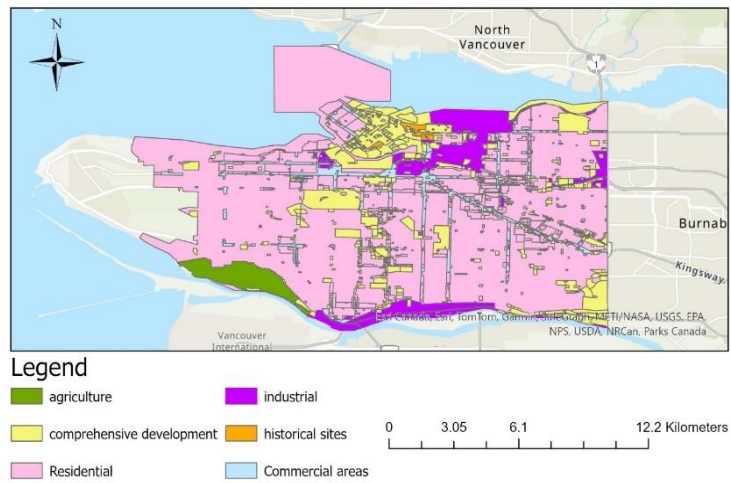 N
North
Vancouver
1
Burnab
Kingsway
Esri Canada, Esri, TomTom, Garmin, SafeGraph, METI/NASA, USGS, EPA,
NPS, USDA, NRCan, Parks Canada
Vancouver
International
Legend
agriculture
industrial
comprehensive development
historical sites
Residential
Commercial areas
0 3.05 6.1 12.2 Kilometers